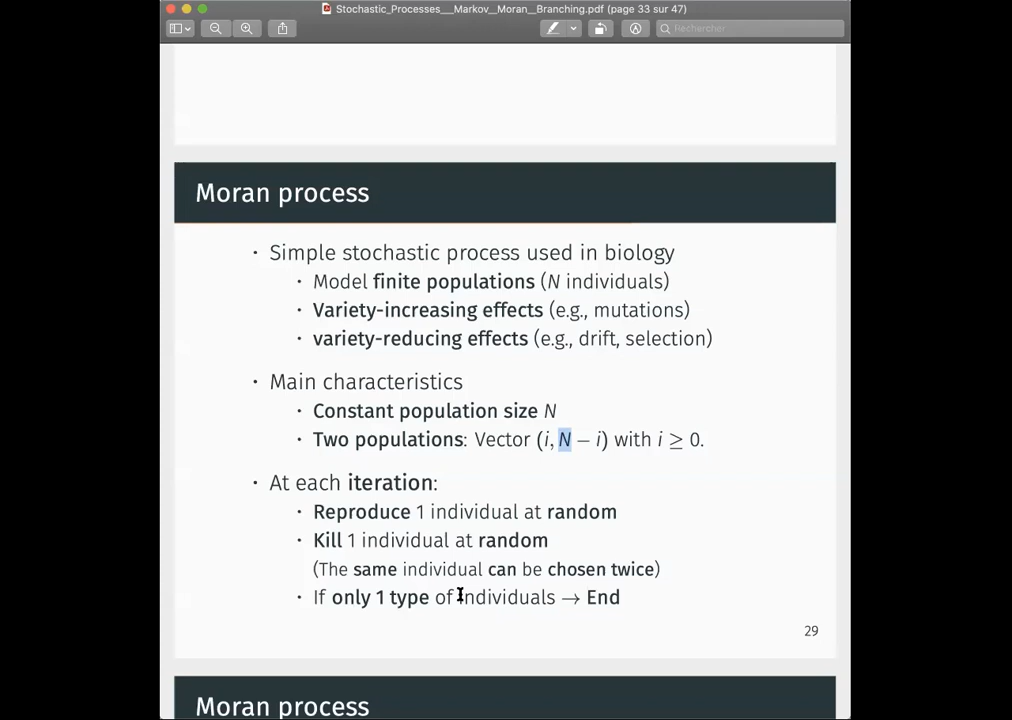 Stochastic_Processes__Markov__Moran__Branching.pdf (page 33 sur 47)
Rechercher
Moran process
· Simple stochastic process used in biology
· Model finite populations (N individuals)
· Variety-increasing effects (e.g., mutations)
· variety-reducing effects (e.g., drift, selection)
· Main characteristics
· Constant population size N
· Two populations: Vector (i, N − i) with i ≥ 0.
· At each iteration:
· Reproduce 1 individual at random
· Kill 1 individual at random
(The same individual can be chosen twice)
· If only 1 type of individuals → End
29
Moran process